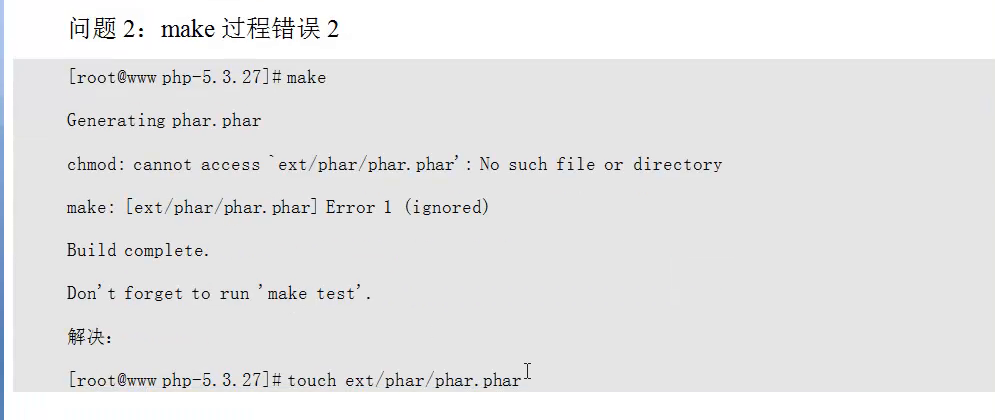 问题 2：make 过程错误 2
[root@www php-5.3.27]# make
Generating phar.phar
chmod: cannot access `ext/phar/phar.phar': No such file or directory
make: [ext/phar/phar.phar] Error 1 (ignored)
Build complete.
Don't forget to run 'make test'.
解决：
[root@www php-5.3.27]# touch ext/phar/phar.phar